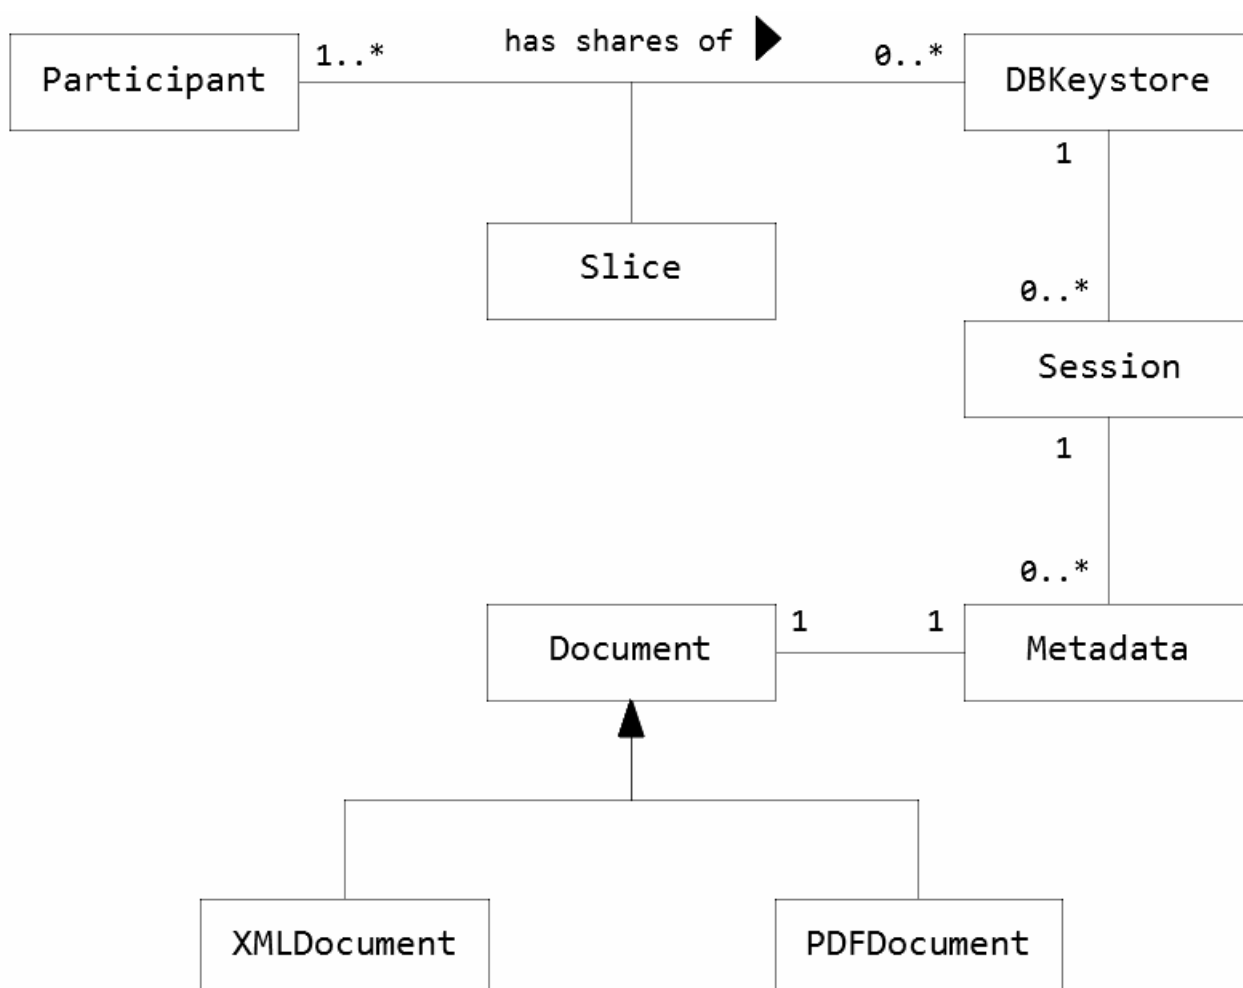 has shares of
Participant
1..*
0..*
DBKeystore
1
Slice
0..*
Session
1
0..*
Document
1
1
Metadata
XMLDocument
PDFDocument